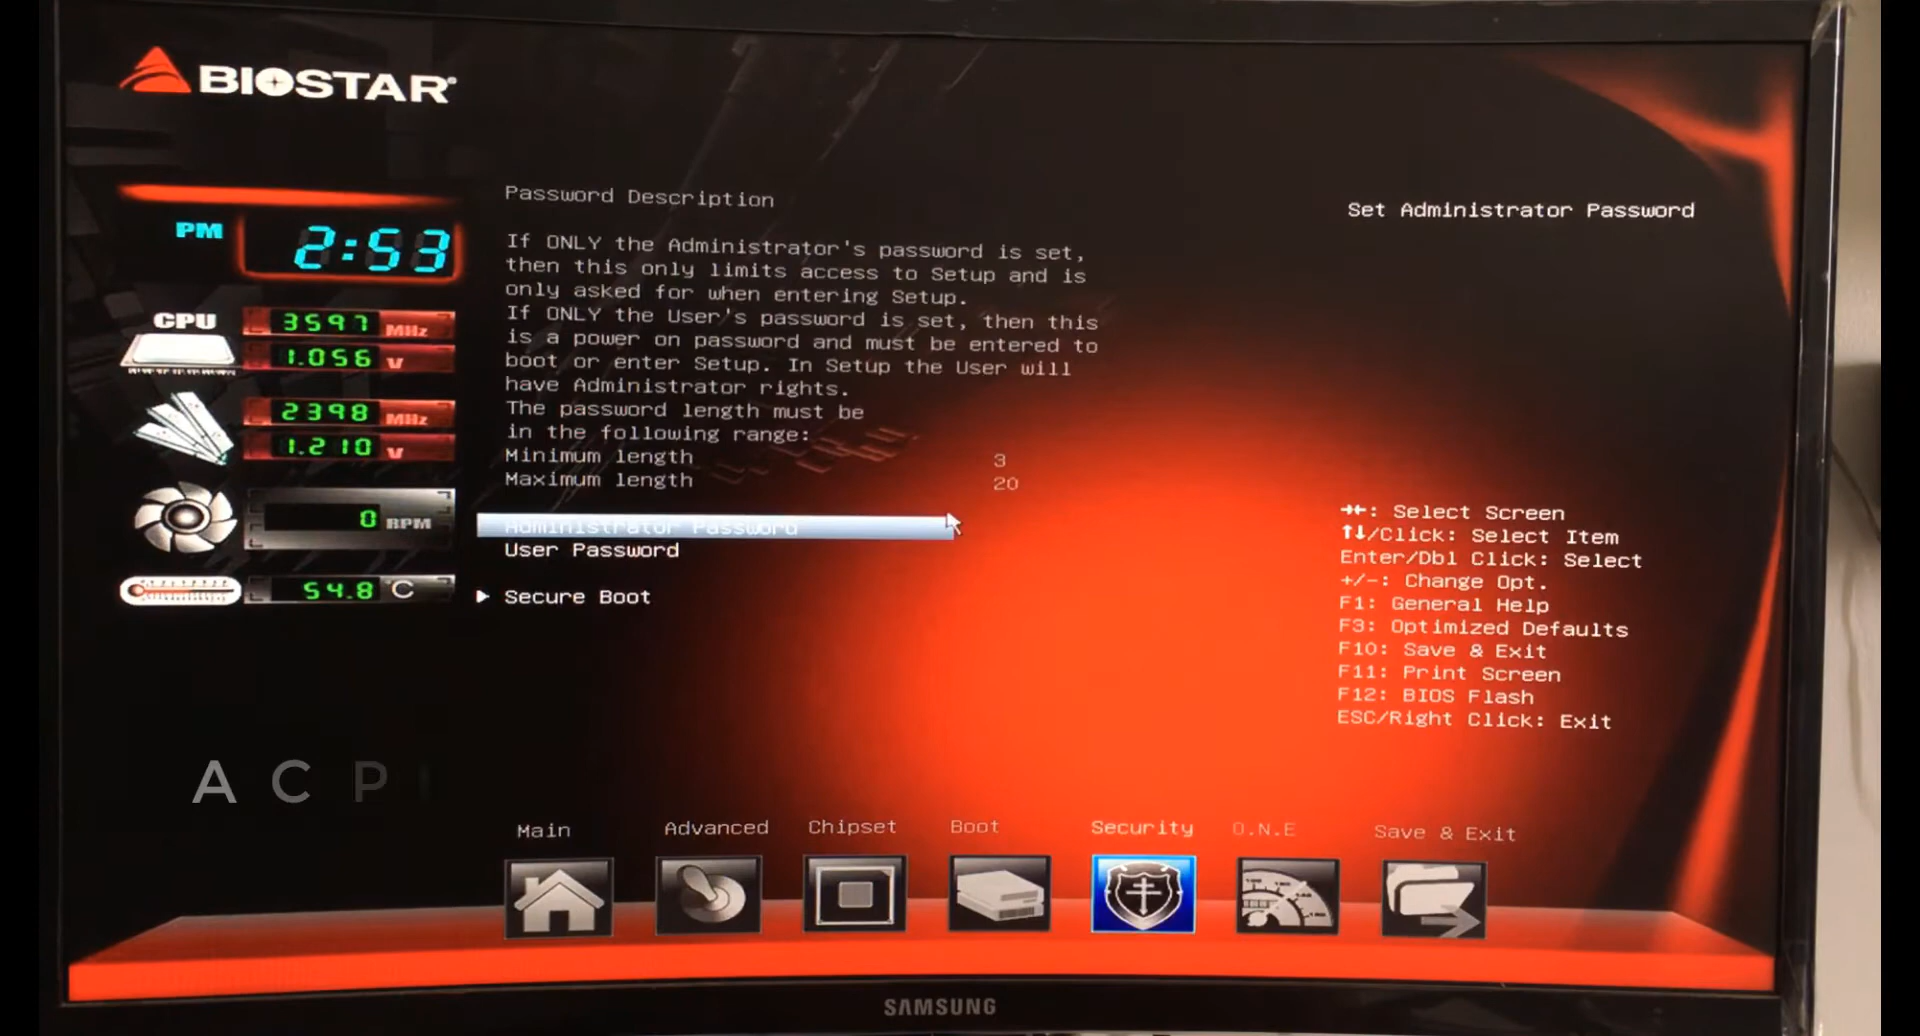 BIOSTAR
PM 2:53
CPU 3597 MHz
1.056 V
2398 MHz
1.210 V
0 RPM
54.8 °C
Password Description
If ONLY the Administrator's password is set,
then this only limits access to Setup and is
only asked for when entering Setup.
If ONLY the User's password is set, then this
is a power on password and must be entered to
boot or enter Setup. In Setup the User will
have Administrator rights.
The password length must be
in the following range:
Minimum length 3
Maximum length 20
Administrator Password
User Password
Secure Boot
Set Administrator Password
→←: Select Screen
↑↓/Click: Select Item
Enter/Dbl Click: Select
+/-: Change Opt.
F1: General Help
F3: Optimized Defaults
F10: Save & Exit
F11: Print Screen
F12: BIOS Flash
ESC/Right Click: Exit
A C P I
Main Advanced Chipset Boot Security O.N.E Save & Exit
SAMSUNG